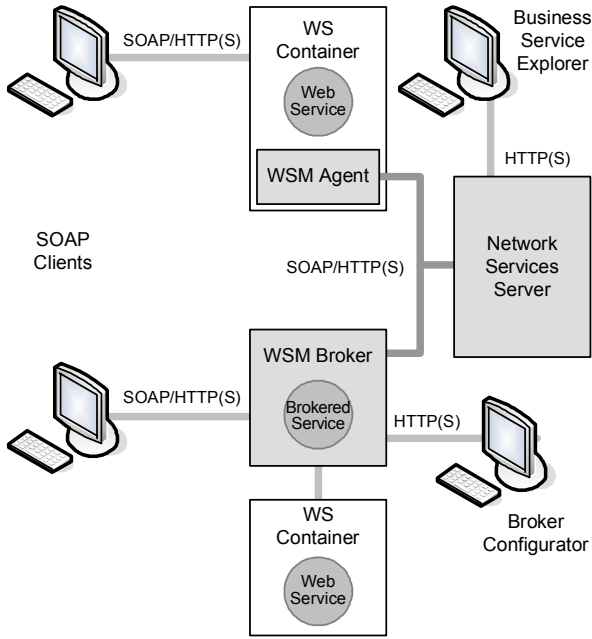 SOAP/HTTP(S)
WS
Container
Web
Service
WSM Agent
Business
Service
Explorer
HTTP(S)
SOAP
Clients
SOAP/HTTP(S)
Network
Services
Server
WSM Broker
SOAP/HTTP(S)
Brokered
Service
HTTP(S)
Broker
Configurator
WS
Container
Web
Service